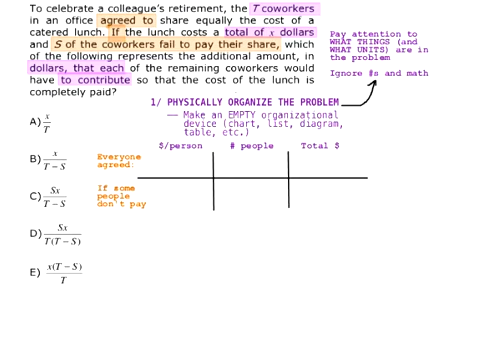 To celebrate a colleague's retirement, the T coworkers
in an office agreed to share equally the cost of a
catered lunch. If the lunch costs a total of x dollars
and S of the coworkers fail to pay their share, which
of the following represents the additional amount, in
dollars, that each of the remaining coworkers would
have to contribute so that the cost of the lunch is
completely paid?
Pay attention to
WHAT THINGS (and
WHAT UNITS) are in
the problem
Ignore #s and math
1/ PHYSICALLY ORGANIZE THE PROBLEM
— Make an EMPTY organizational
device (chart, list, diagram,
table, etc.)
$/person # people Total $
Everyone
agreed:
If some
people
don't pay
A) x/T
B) x/(T – S)
C) Sx/(T – S)
D) Sx/(T(T – S))
E) x(T – S)/T